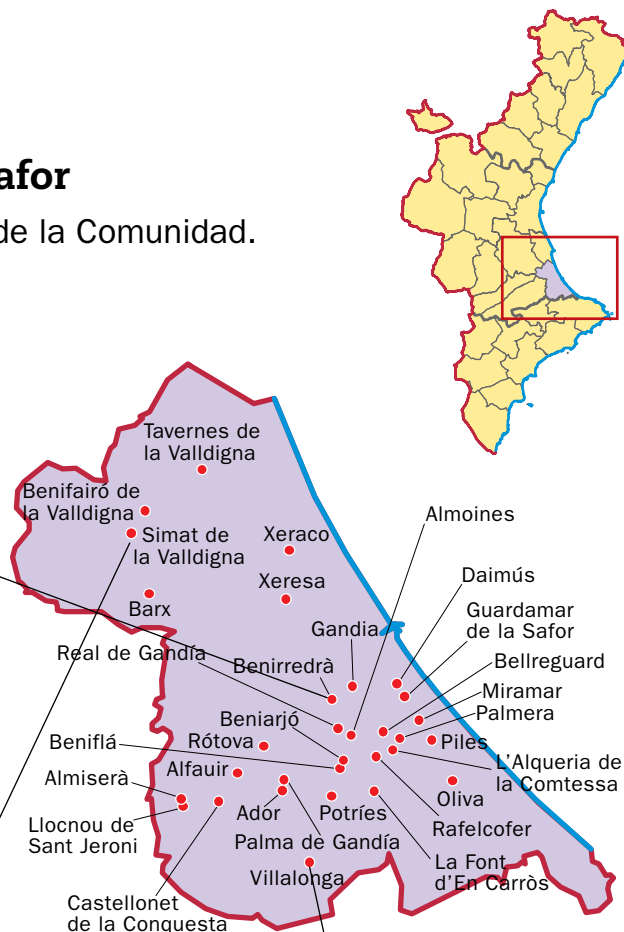 afor
de la Comunidad.
Tavernes de
la Valldigna
Benifairó de
la Valldigna
Simat de
la Valldigna
Xeraco
Almoines
Xeresa
Daimús
Barx
Guardamar
de la Safor
Gandia
Real de Gandía
Benirredrà
Bellreguard
Miramar
Palmera
Beniarjó
Beniflá
Rótova
Piles
L'Alqueria de
la Comtessa
Almiserà
Alfauir
Oliva
Llocnou de
Sant Jeroni
Ador
Potríes
Rafelcofer
Palma de Gandía
La Font
d'En Carròs
Villalonga
Castellonet
de la Conquesta